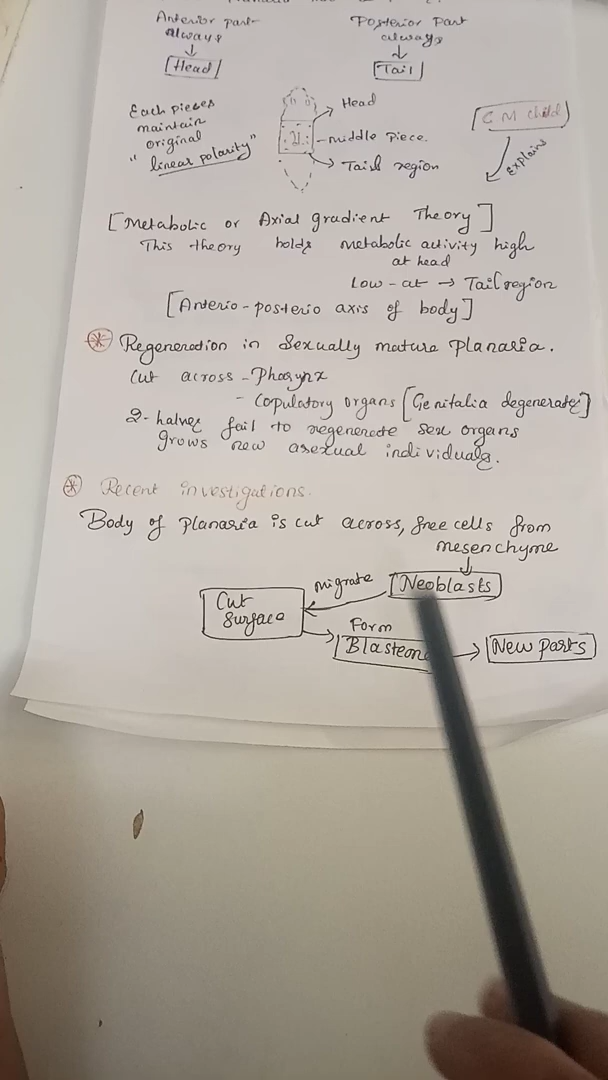 Anterior part- Posterior Part
always always
[Head] [Tail]
Each pieces
maintain
original
"linear polarity"
Head
middle piece.
Tail region
[C M child]
Explain
[Metabolic or Axial gradient Theory]
This theory holds metabolic activity high
at head
Low - at → Tail region
[Anterio-posterio axis of body]
Regeneration in Sexually mature Planaria.
Cut across - Pharynx
- Copulatory organs [Genitalia degenerate]
2- halves fail to regenerate sex organs
grows new asexual individuals.
Recent investigations.
Body of planaria is cut across, free cells from
mesenchyme
Neoblasts
migrate
Cut
Surface
Form
New parts